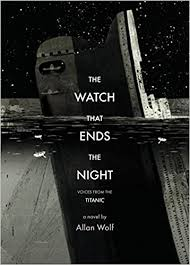 THE
WATCH
THAT
ENDS
THE
NIGHT
VOICES FROM THE
TITANIC
a novel by
Allan Wolf